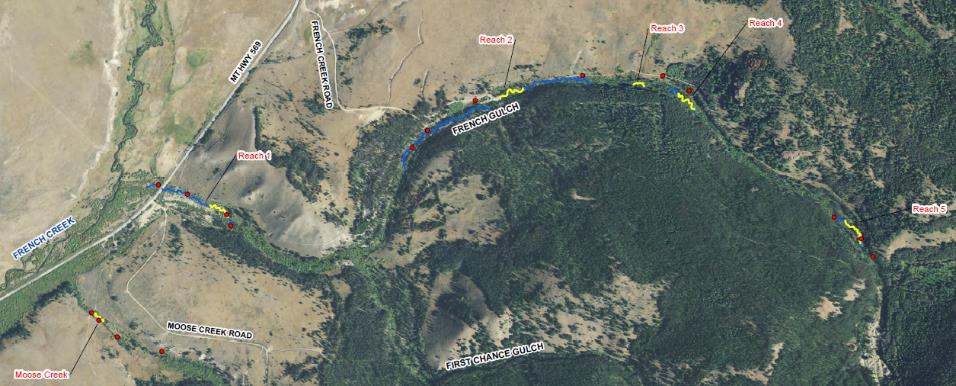 Reach 4
Reach 3
Reach 2
MT HWY 569
FRENCH CREEK ROAD
FRENCH GULCH
Reach 1
Reach 5
FRENCH CREEK
MOOSE CREEK ROAD
FIRST CHANCE GULCH
Moose Creek